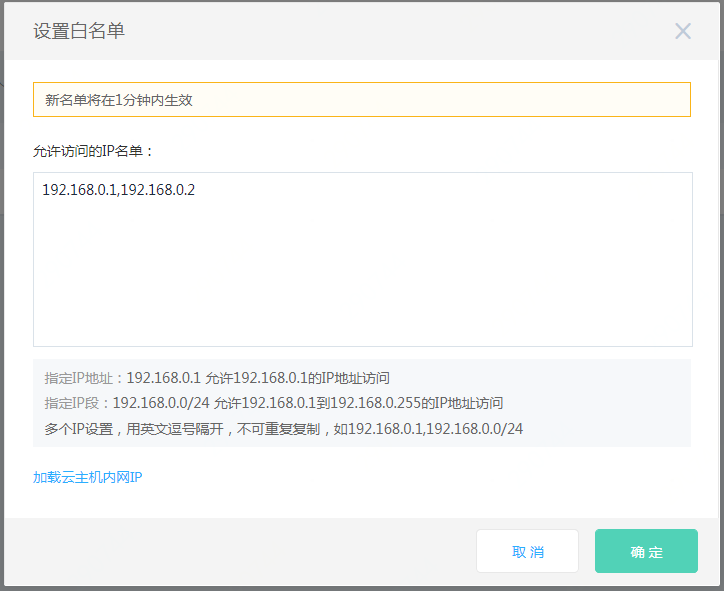 设置白名单
新名单将在1分钟内生效
允许访问的IP名单：
192.168.0.1,192.168.0.2
指定IP地址：192.168.0.1 允许192.168.0.1的IP地址访问
指定IP段：192.168.0.0/24 允许192.168.0.1到192.168.0.255的IP地址访问
多个IP设置，用英文逗号隔开，不可重复复制，如192.168.0.1,192.168.0.0/24
加载云主机内网IP
取消 确定